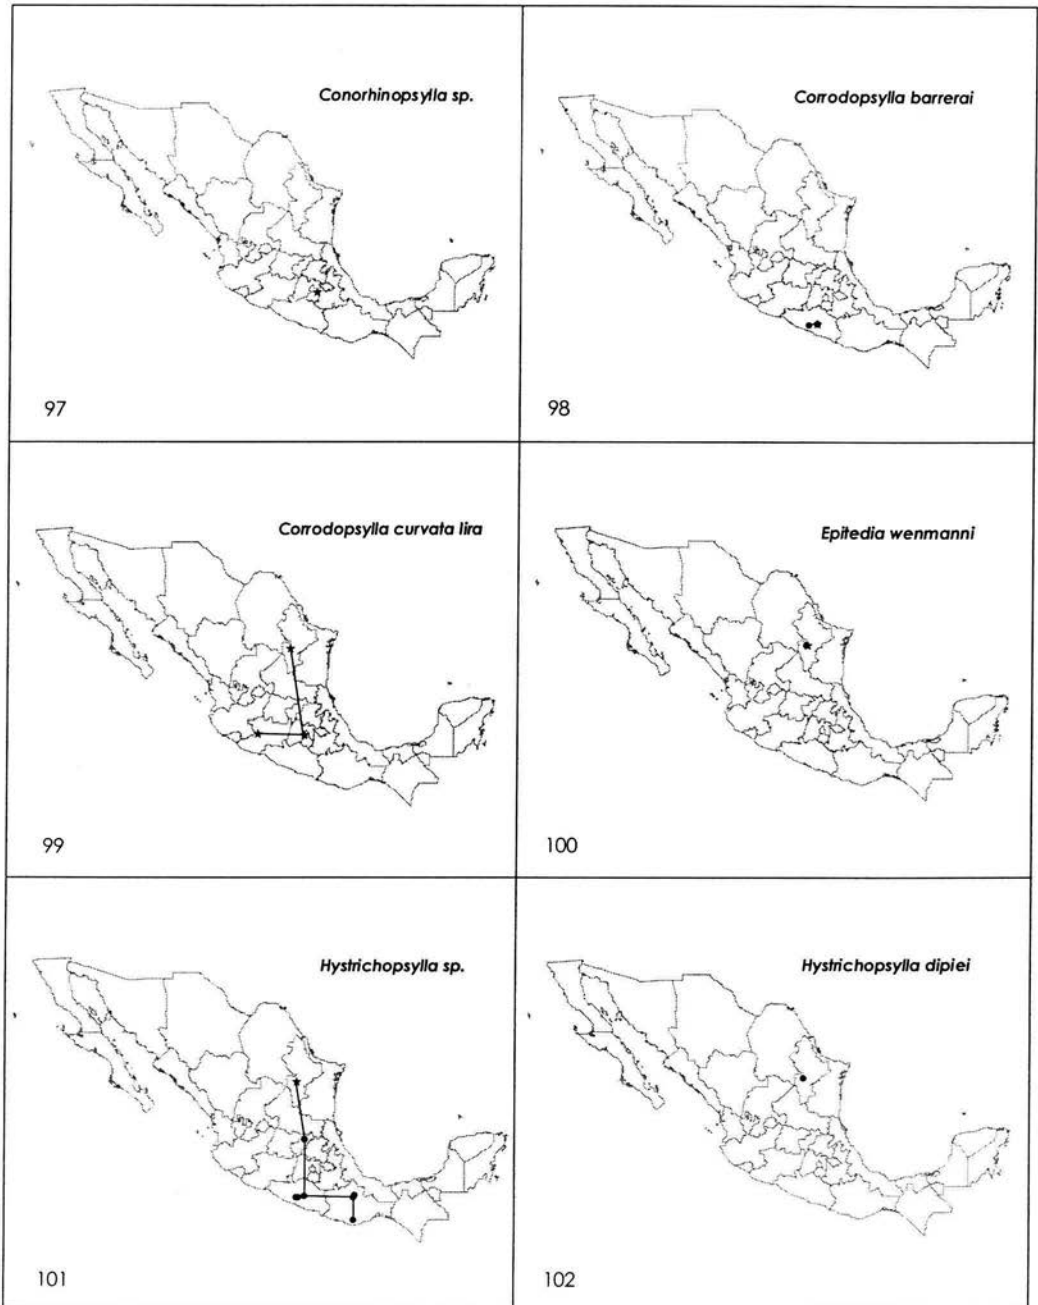 Conorhinopsylla sp.
97
Corrodopsylla barrerai
98
Corrodopsylla curvata lira
99
Epitedia wenmanni
100
Hystrichopsylla sp.
101
Hystrichopsylla dipiei
102